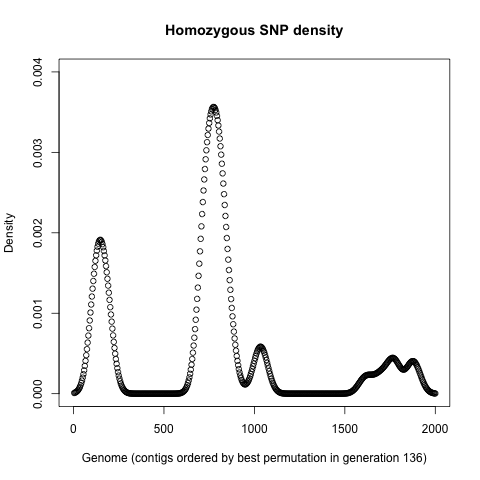 Homozygous SNP density
Density
0.004
0.003
0.002
0.001
0.000
0 500 1000 1500 2000
Genome (contigs ordered by best permutation in generation 136)